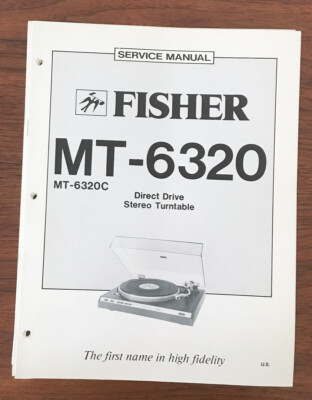 SERVICE MANUAL
FISHER
MT-6320
MT-6320C
Direct Drive
Stereo Turntable
The first name in high fidelity
U.S.